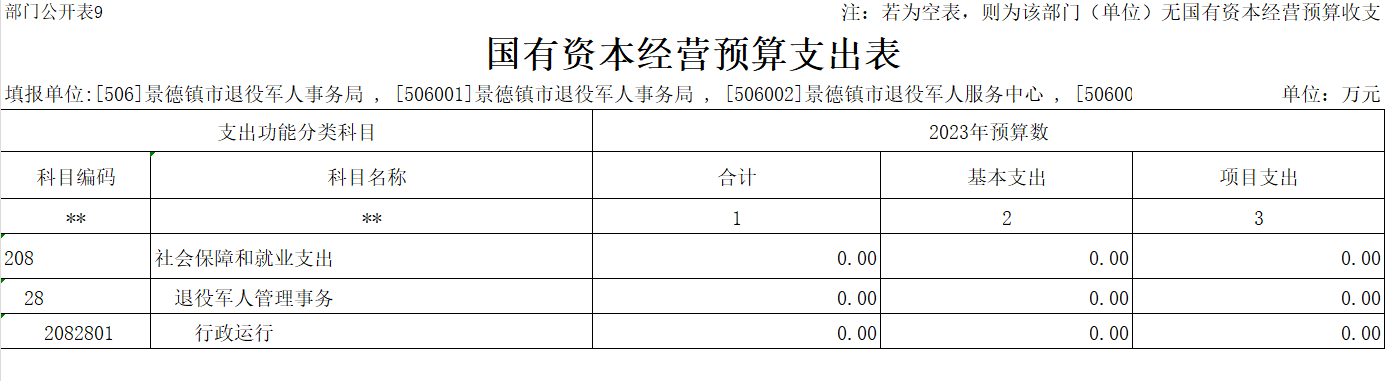 部门公开表9 注：若为空表，则为该部门（单位）无国有资本经营预算收支
国有资本经营预算支出表
填报单位:[506]景德镇市退役军人事务局 , [506001]景德镇市退役军人事务局 , [506002]景德镇市退役军人服务中心 , [50600 单位：万元
支出功能分类科目 2023年预算数
科目编码 科目名称 合计 基本支出 项目支出
** ** 1 2 3
208 社会保障和就业支出 0.00 0.00 0.00
28 退役军人管理事务 0.00 0.00 0.00
2082801 行政运行 0.00 0.00 0.00